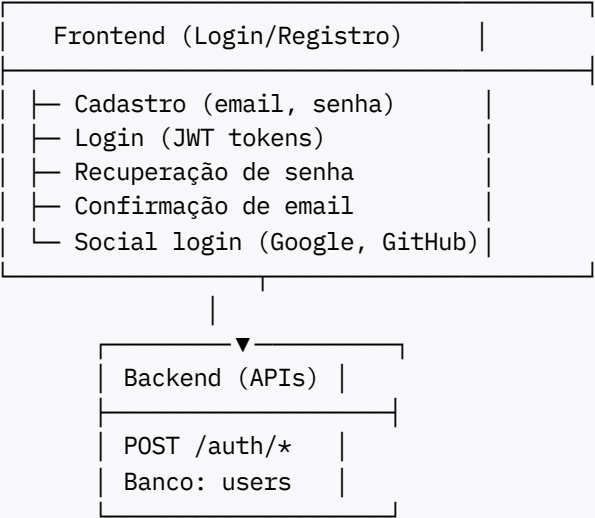 Frontend (Login/Registro)
├─ Cadastro (email, senha)
├─ Login (JWT tokens)
├─ Recuperação de senha
├─ Confirmação de email
└─ Social login (Google, GitHub)
Backend (APIs)
POST /auth/*
Banco: users